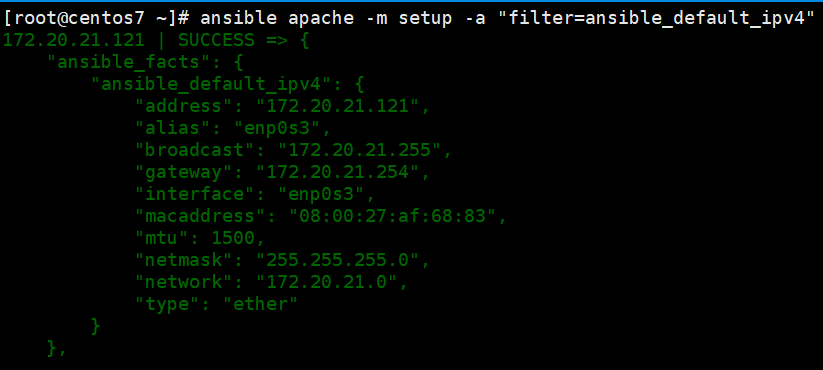 [root@centos7 ~]# ansible apache -m setup -a "filter=ansible_default_ipv4"
172.20.21.121 | SUCCESS => {
    "ansible_facts": {
        "ansible_default_ipv4": {
            "address": "172.20.21.121",
            "alias": "enp0s3",
            "broadcast": "172.20.21.255",
            "gateway": "172.20.21.254",
            "interface": "enp0s3",
            "macaddress": "08:00:27:af:68:83",
            "mtu": 1500,
            "netmask": "255.255.255.0",
            "network": "172.20.21.0",
            "type": "ether"
        }
    },